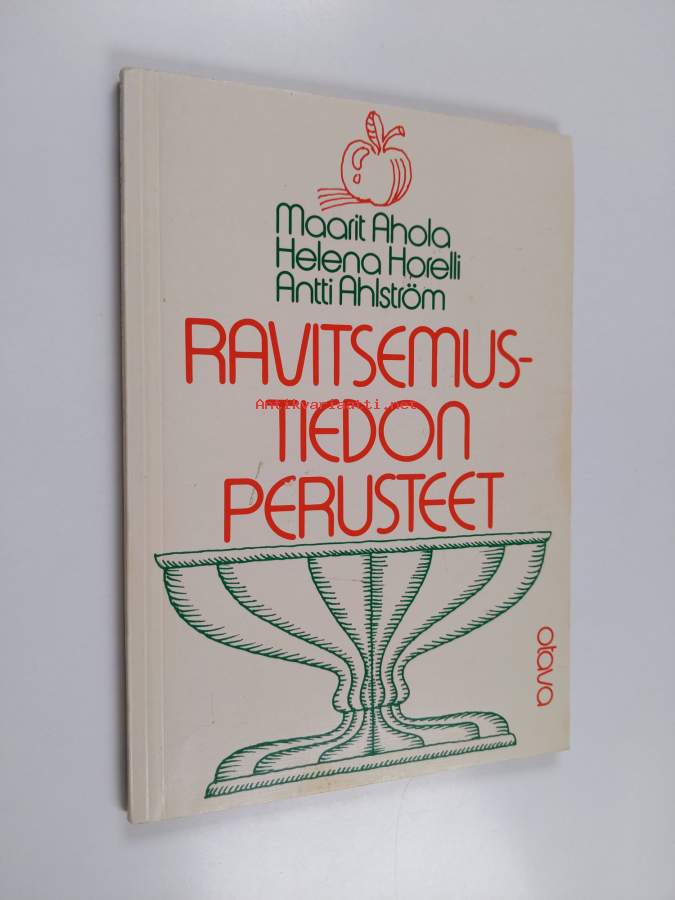 Maarit Ahola
Helena Horelli
Antti Ahlström
RAVITSEMUS-
Antikvariaatti.net
TIEDON
PERUSTEET
otava